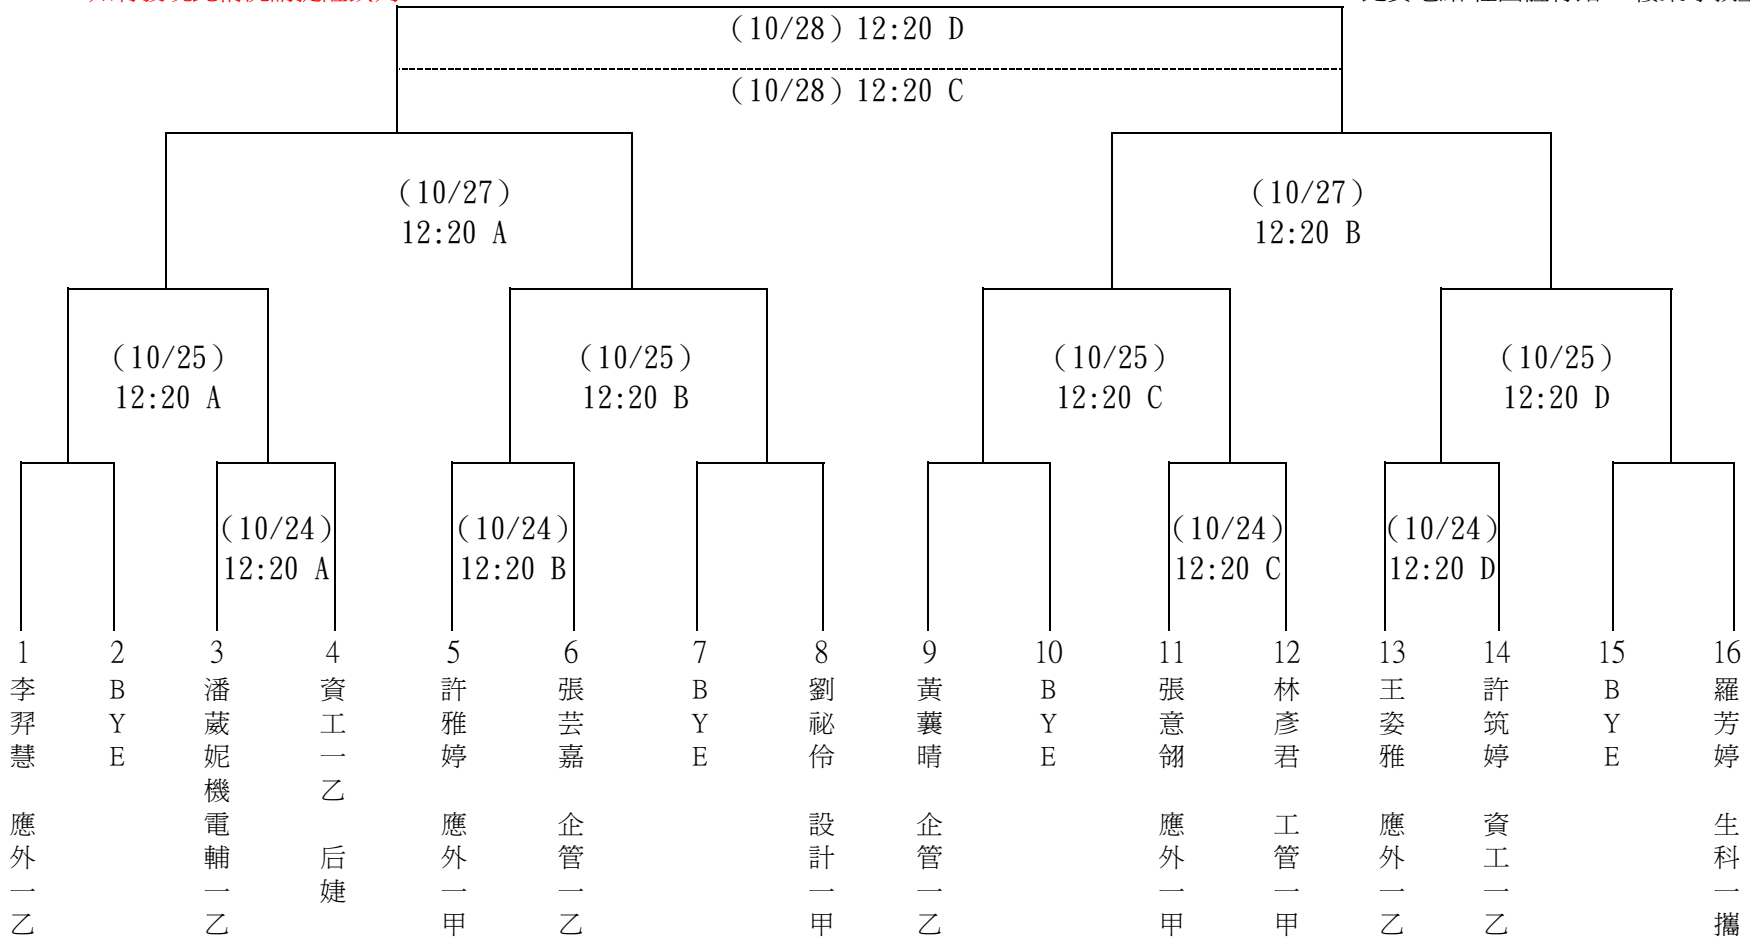 (10/28) 12:20 D
(10/28) 12:20 C
(10/27)
12:20 A
(10/27)
12:20 B
(10/25)
12:20 A
(10/25)
12:20 B
(10/25)
12:20 C
(10/25)
12:20 D
(10/24)
12:20 A
(10/24)
12:20 B
(10/24)
12:20 C
(10/24)
12:20 D
1
李羿慧 應外一乙
2
BYE
3
潘葳妮機電輔一乙
4
資工一乙 后婕
5
許雅婷 應外一甲
6
張芸嘉 企管一乙
7
BYE
8
劉祕伶 設計一甲
9
黃蘘晴 企管一乙
10
BYE
11
張意翎 應外一甲
12
林彥君 工管一甲
13
王姿雅 應外一乙
14
許筑婷 資工一乙
15
BYE
16
羅芳婷 生科一攜